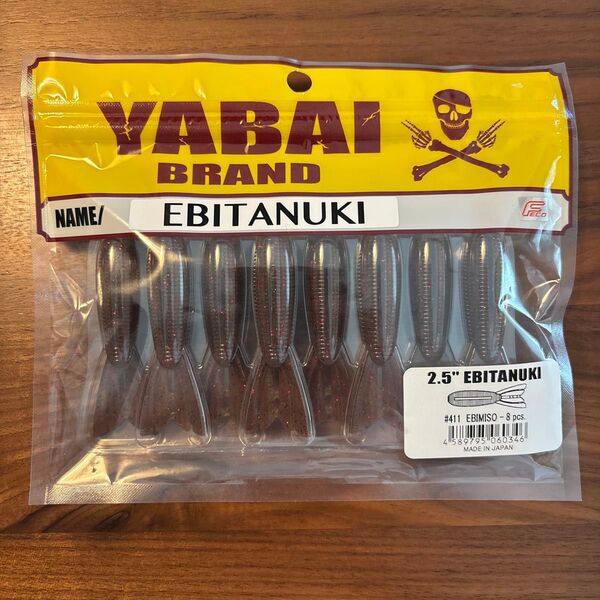 YABAI
BRAND
NAME/ EBITANUKI
FECO
2.5" EBITANUKI
#411 EBIMISO - 8 pcs.
4 589795 060346
MADE IN JAPAN